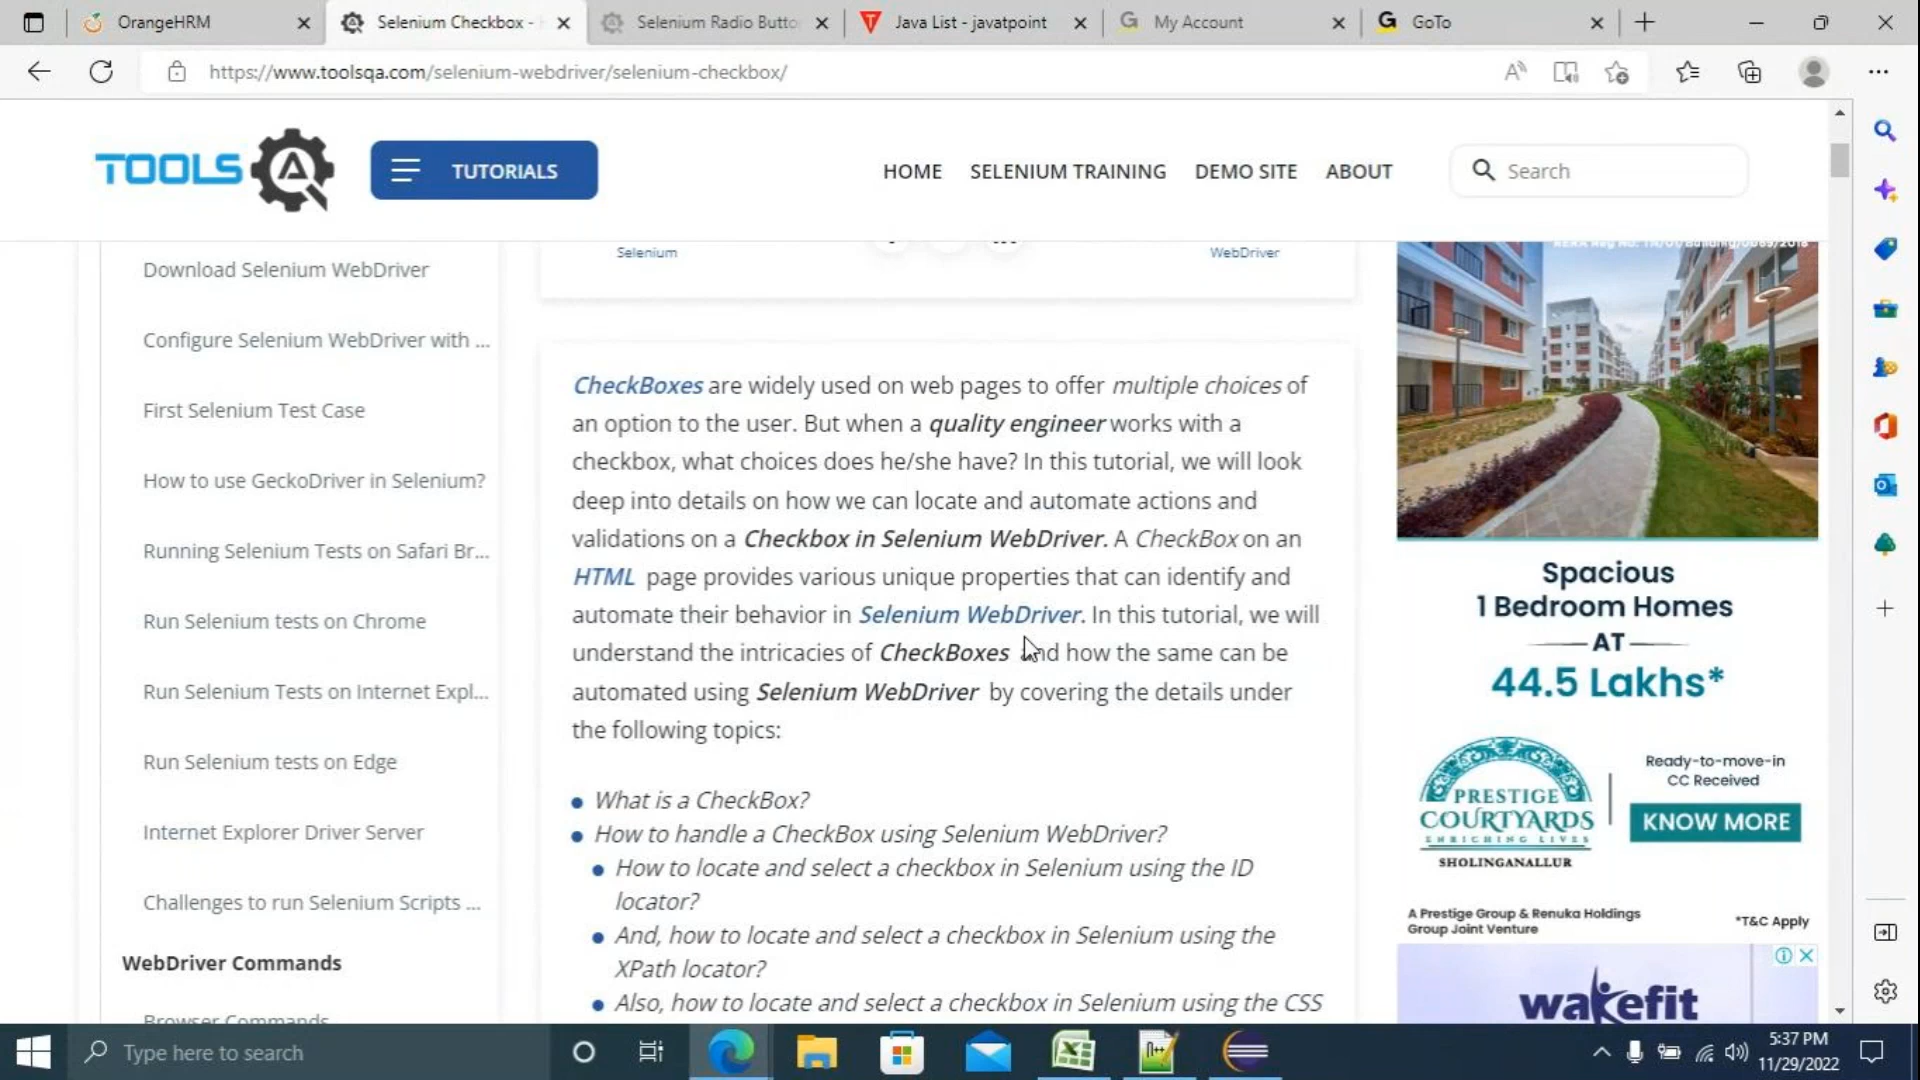 OrangeHRM
Selenium Checkbox -
Selenium Radio Butto
Java List - javatpoint
My Account
GoTo
https://www.toolsqa.com/selenium-webdriver/selenium-checkbox/
TOOLS QA
TUTORIALS
HOME
SELENIUM TRAINING
DEMO SITE
ABOUT
Search
Download Selenium WebDriver
Configure Selenium WebDriver with ...
First Selenium Test Case
How to use GeckoDriver in Selenium?
Running Selenium Tests on Safari Br...
Run Selenium tests on Chrome
Run Selenium Tests on Internet Expl...
Run Selenium tests on Edge
Internet Explorer Driver Server
Challenges to run Selenium Scripts ...
WebDriver Commands
Browser Commands
Selenium
WebDriver
CheckBoxes are widely used on web pages to offer multiple choices of
an option to the user. But when a quality engineer works with a
checkbox, what choices does he/she have? In this tutorial, we will look
deep into details on how we can locate and automate actions and
validations on a Checkbox in Selenium WebDriver. A CheckBox on an
HTML page provides various unique properties that can identify and
automate their behavior in Selenium WebDriver. In this tutorial, we will
understand the intricacies of CheckBoxes and how the same can be
automated using Selenium WebDriver by covering the details under
the following topics:
What is a CheckBox?
How to handle a CheckBox using Selenium WebDriver?
How to locate and select a checkbox in Selenium using the ID
locator?
And, how to locate and select a checkbox in Selenium using the
XPath locator?
Also, how to locate and select a checkbox in Selenium using the CSS
Spacious
1 Bedroom Homes
AT
44.5 Lakhs*
PRESTIGE
COURTYARDS
ENRICHING LIVES
SHOLINGANALLUR
Ready-to-move-in
CC Received
KNOW MORE
A Prestige Group & Renuka Holdings
Group Joint Venture
*T&C Apply
wakefit
Type here to search
5:37 PM
11/29/2022